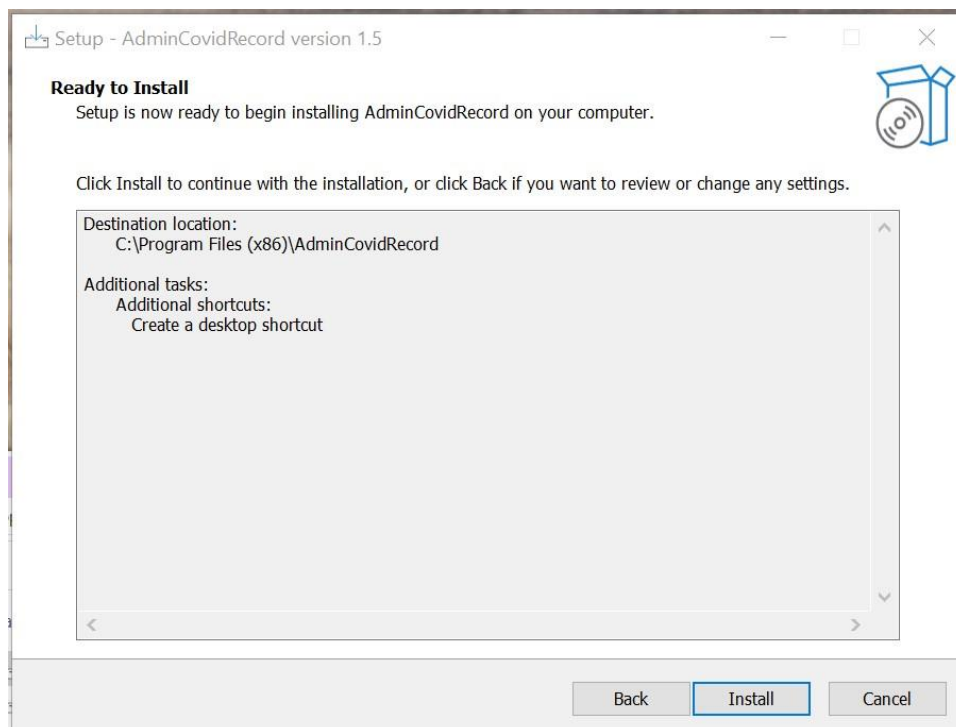 Setup - AdminCovidRecord version 1.5
Ready to Install
Setup is now ready to begin installing AdminCovidRecord on your computer.
Click Install to continue with the installation, or click Back if you want to review or change any settings.
Destination location:
C:\Program Files (x86)\AdminCovidRecord
Additional tasks:
Additional shortcuts:
Create a desktop shortcut
Back Install Cancel